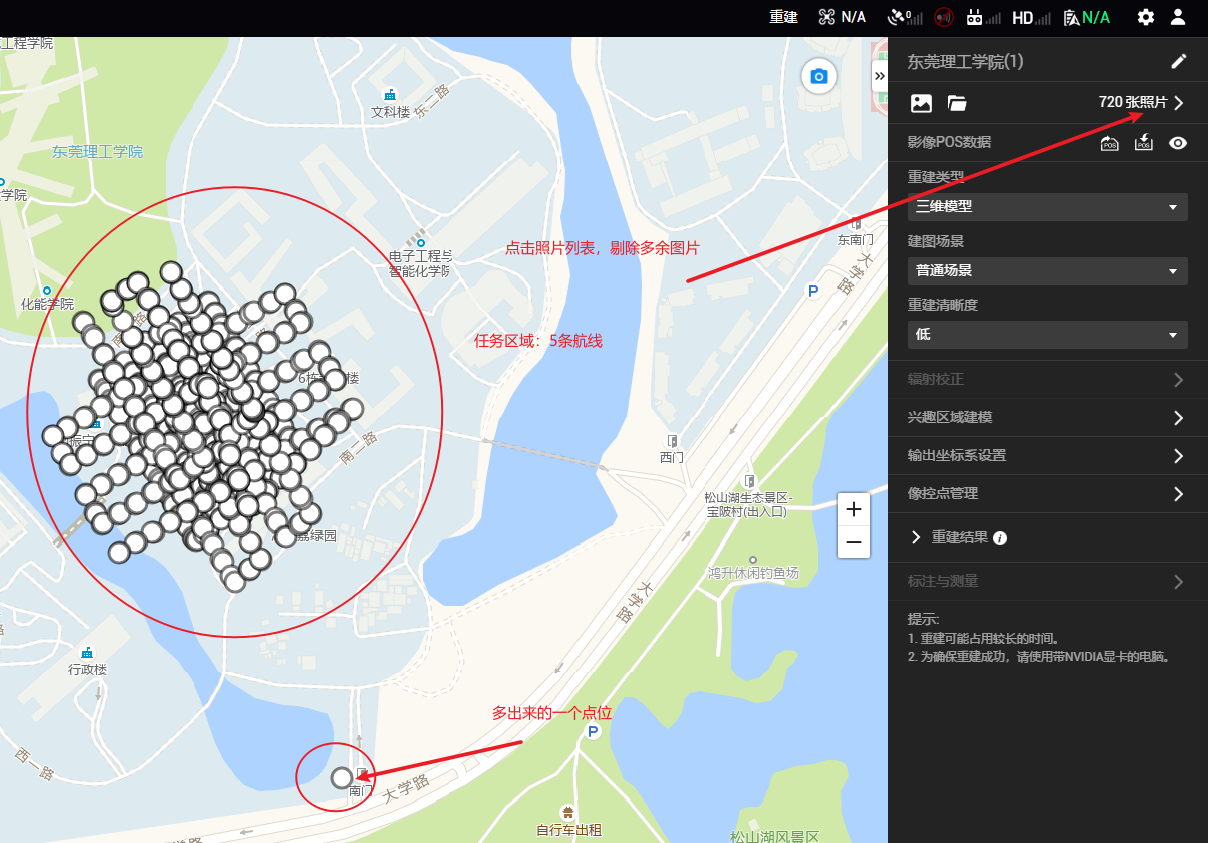 重建
N/A
0
HD
N/A
工程学院
东莞理工学院(1)
文科楼
东二路
720 张照片
东莞理工学院
影像POS数据
POS
POS
学院
重建类型
三维模型
东南门
大学路
点击照片列表，剔除多余图片
建图场景
普通场景
电子工程与
智能化学院
P
化能学院
重建清晰度
低
任务区域：5条航线
辐射校正
兴趣区域建模
南二路
西门
输出坐标系设置
松山湖生态景区-
宝陂村(出入口)
像控点管理
荔绿园
重建结果
鸿升休闲钓鱼场
标注与测量
大学路
提示:
1. 重建可能占用较长的时间。
2. 为确保重建成功，请使用带NVIDIA显卡的电脑。
行政楼
多出来的一个点位
P
西一路
南门
大学路
自行车出租
松山湖风景区